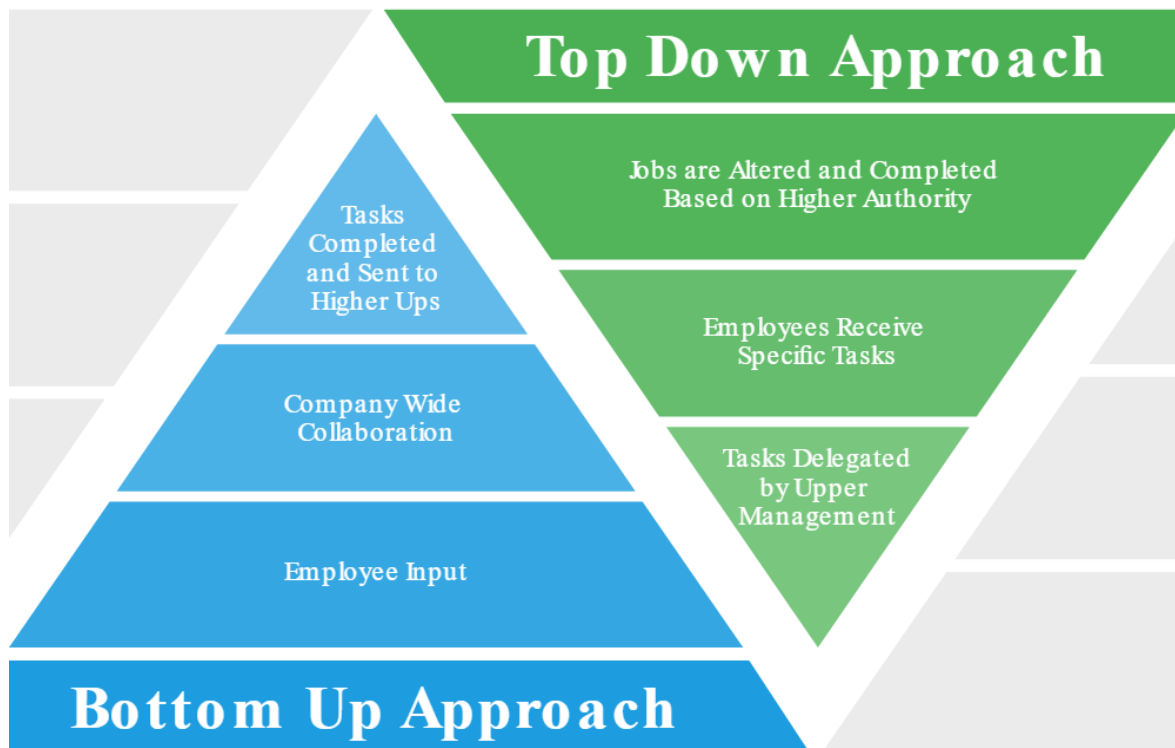 Top Down Approach
Jobs are Altered and Completed
Based on Higher Authority
Employees Receive
Specific Tasks
Tasks Delegated
by Upper
Management
Tasks
Completed
and Sent to
Higher Ups
Company Wide
Collaboration
Employee Input
Bottom Up Approach